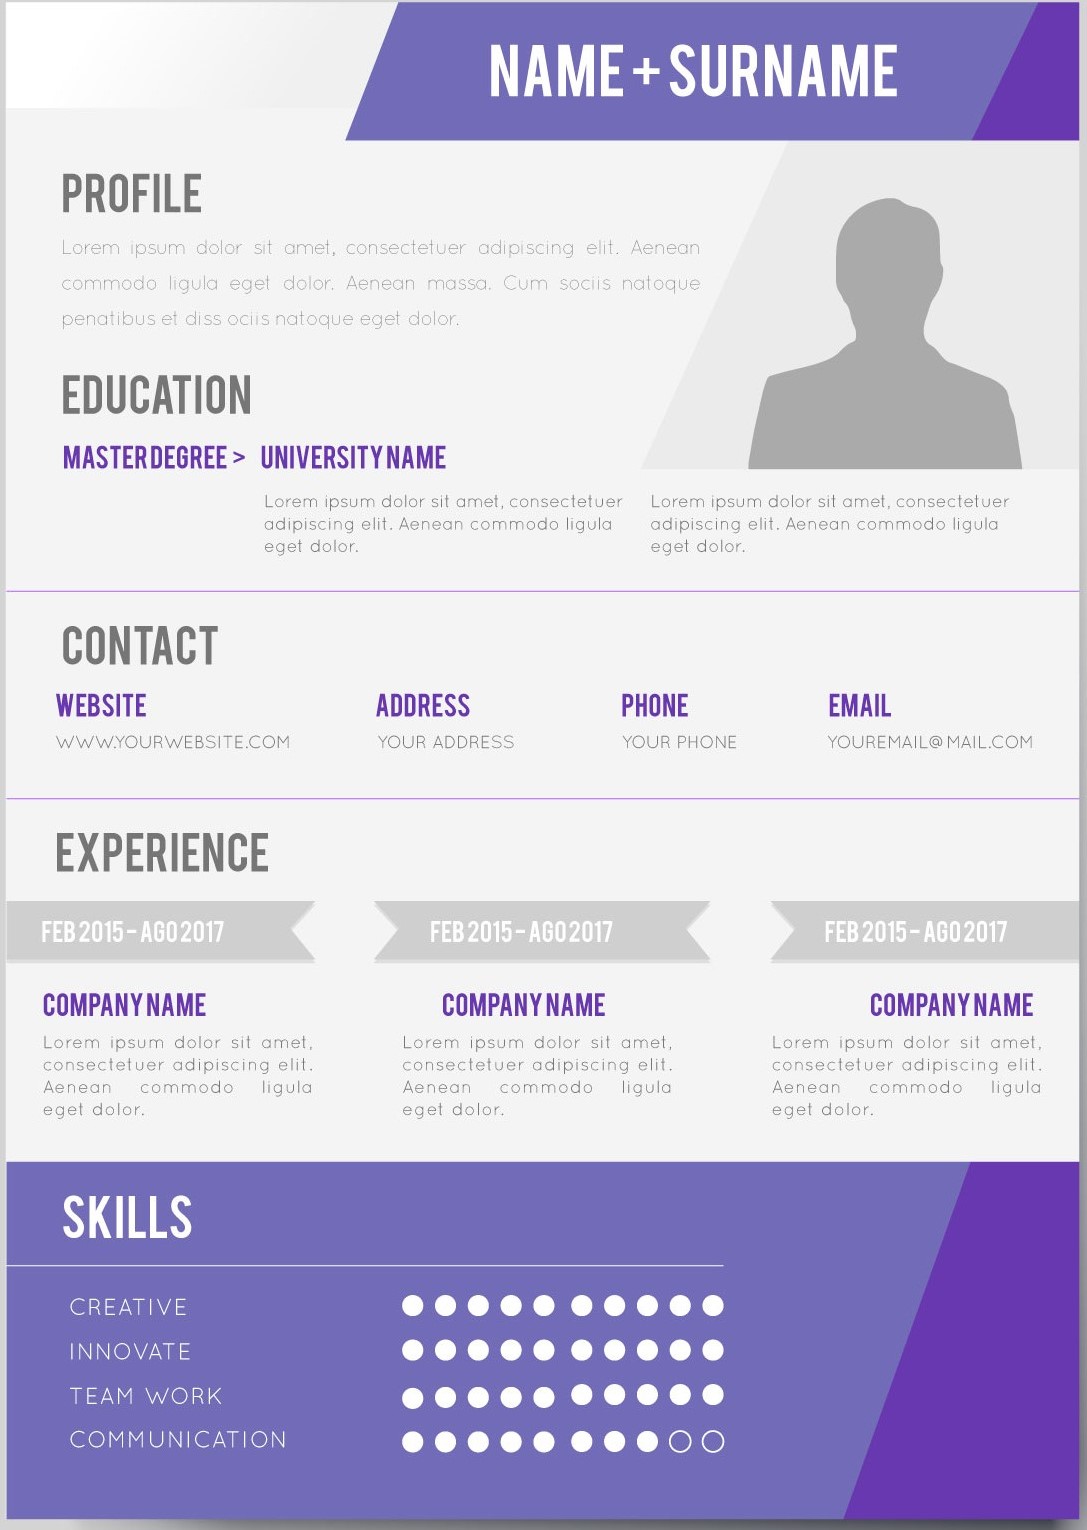 NAME + SURNAME
PROFILE
Lorem ipsum dolor sit amet, consectetuer adipiscing elit. Aenean
commodo ligula eget dolor. Aenean massa. Cum sociis natoque
penatibus et diss ociis natoque eget dolor.
EDUCATION
MASTER DEGREE > UNIVERSITY NAME
Lorem ipsum dolor sit amet, consectetuer
adipiscing elit. Aenean commodo ligula
eget dolor.
Lorem ipsum dolor sit amet, consectetuer
adipiscing elit. Aenean commodo ligula
eget dolor.
CONTACT
WEBSITE
WWW.YOURWEBSITE.COM
ADDRESS
YOUR ADDRESS
PHONE
YOUR PHONE
EMAIL
YOUREMAIL@MAIL.COM
EXPERIENCE
FEB 2015 - AGO 2017
COMPANY NAME
Lorem ipsum dolor sit amet,
consectetuer adipiscing elit.
Aenean commodo ligula
eget dolor.
FEB 2015 - AGO 2017
COMPANY NAME
Lorem ipsum dolor sit amet,
consectetuer adipiscing elit.
Aenean commodo ligula
eget dolor.
FEB 2015 - AGO 2017
COMPANY NAME
Lorem ipsum dolor sit amet,
consectetuer adipiscing elit.
Aenean commodo ligula
eget dolor.
SKILLS
CREATIVE
INNOVATE
TEAM WORK
COMMUNICATION